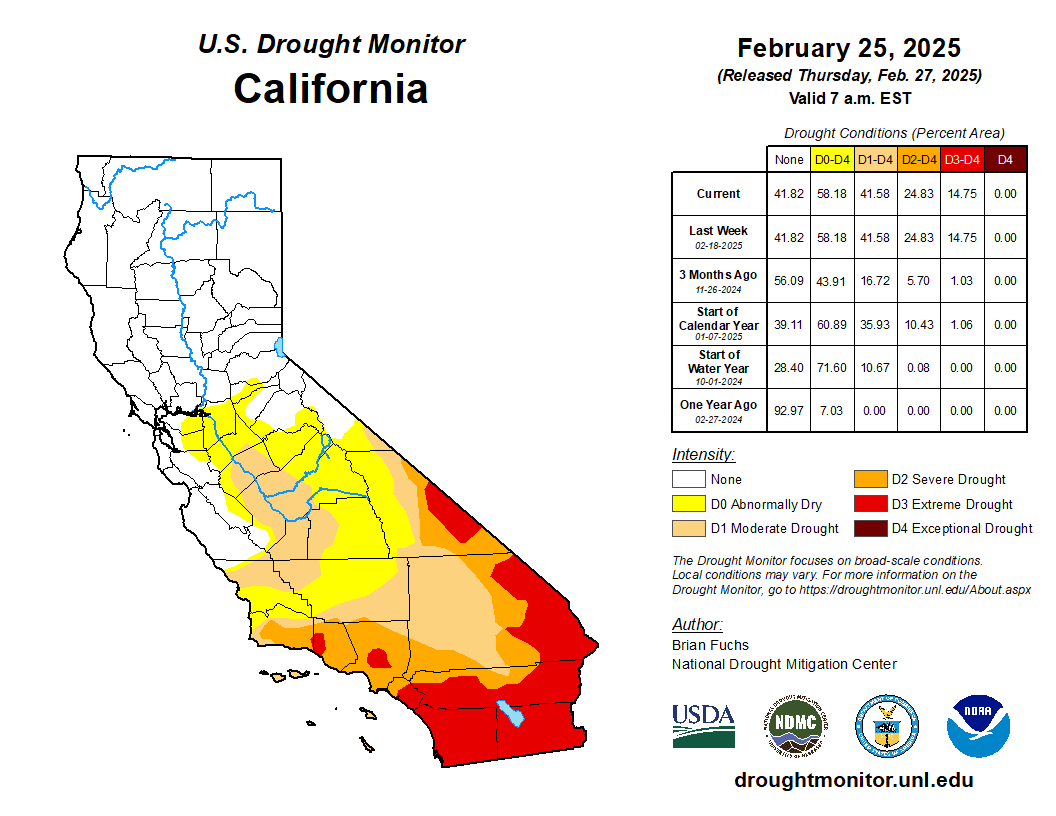 U.S. Drought Monitor
California
February 25, 2025
(Released Thursday, Feb. 27, 2025)
Valid 7 a.m. EST
Drought Conditions (Percent Area)
None D0-D4 D1-D4 D2-D4 D3-D4 D4
Current 41.82 58.18 41.58 24.83 14.75 0.00
Last Week
02-18-2025
41.82 58.18 41.58 24.83 14.75 0.00
3 Months Ago
11-26-2024
56.09 43.91 16.72 5.70 1.03 0.00
Start of
Calendar Year
01-07-2025
39.11 60.89 35.93 10.43 1.06 0.00
Start of
Water Year
10-01-2024
28.40 71.60 10.67 0.08 0.00 0.00
One Year Ago
02-27-2024
92.97 7.03 0.00 0.00 0.00 0.00
Intensity:
None
D0 Abnormally Dry
D1 Moderate Drought
D2 Severe Drought
D3 Extreme Drought
D4 Exceptional Drought
The Drought Monitor focuses on broad-scale conditions.
Local conditions may vary. For more information on the
Drought Monitor, go to https://droughtmonitor.unl.edu/About.aspx
Author:
Brian Fuchs
National Drought Mitigation Center
USDA
NDMC
NOAA
droughtmonitor.unl.edu